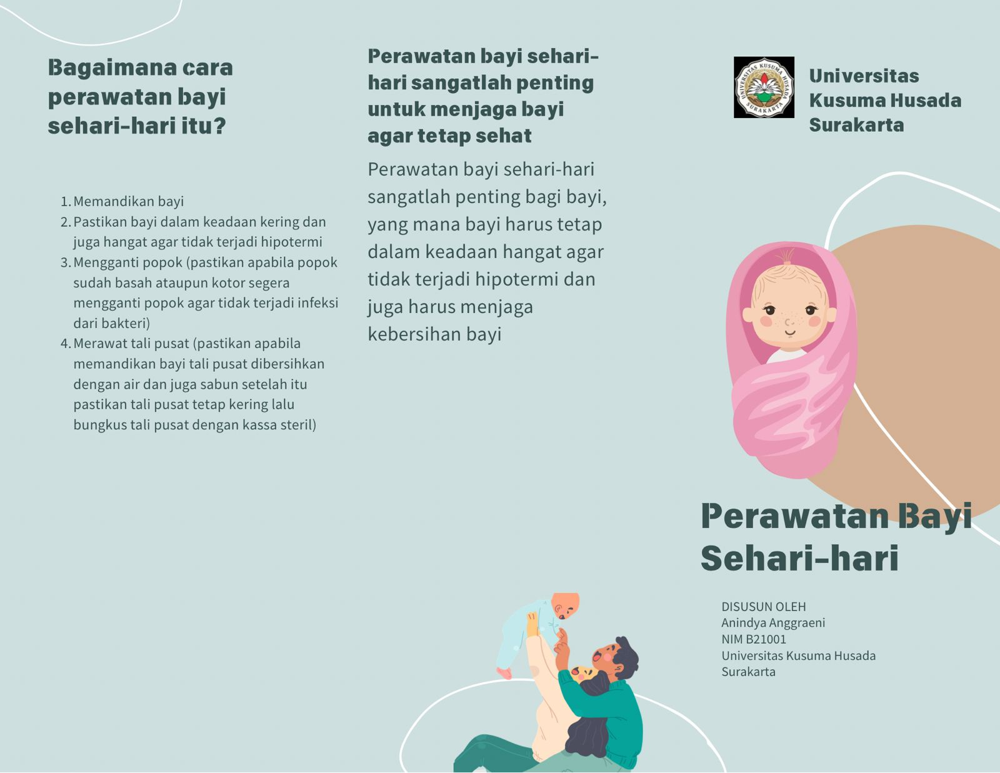 Bagaimana cara
perawatan bayi
sehari-hari itu?
1. Memandikan bayi
2. Pastikan bayi dalam keadaan kering dan
juga hangat agar tidak terjadi hipotermi
3. Mengganti popok (pastikan apabila popok
sudah basah ataupun kotor segera
mengganti popok agar tidak terjadi infeksi
dari bakteri)
4. Merawat tali pusat (pastikan apabila
memandikan bayi tali pusat dibersihkan
dengan air dan juga sabun setelah itu
pastikan tali pusat tetap kering lalu
bungkus tali pusat dengan kassa steril)
Perawatan bayi sehari-
hari sangatlah penting
untuk menjaga bayi
agar tetap sehat
Perawatan bayi sehari-hari
sangatlah penting bagi bayi,
yang mana bayi harus tetap
dalam keadaan hangat agar
tidak terjadi hipotermi dan
juga harus menjaga
kebersihan bayi
UNIVERSITAS KUSUMA HUSADA
SURAKARTA
Universitas
Kusuma Husada
Surakarta
Perawatan Bayi
Sehari-hari
DISUSUN OLEH
Anindya Anggraeni
NIM B21001
Universitas Kusuma Husada
Surakarta